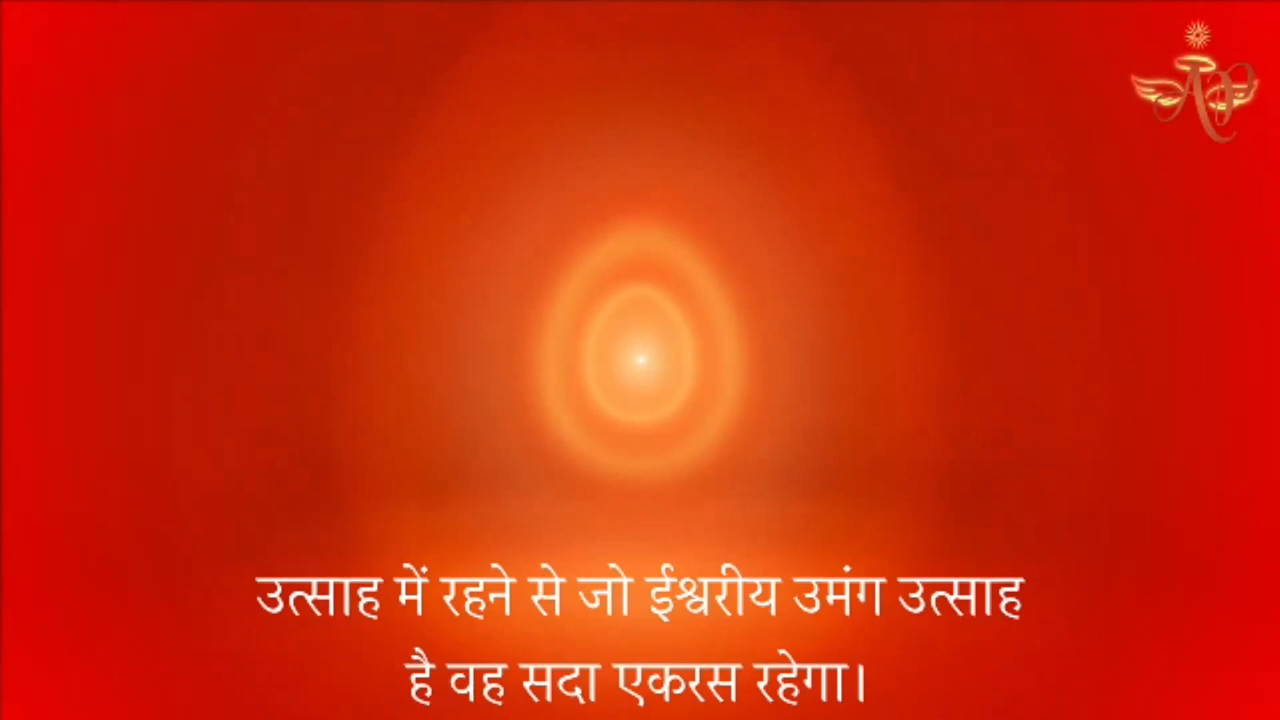 उत्साह में रहने से जो ईश्वरीय उमंग उत्साह
है वह सदा एकरस रहेगा।